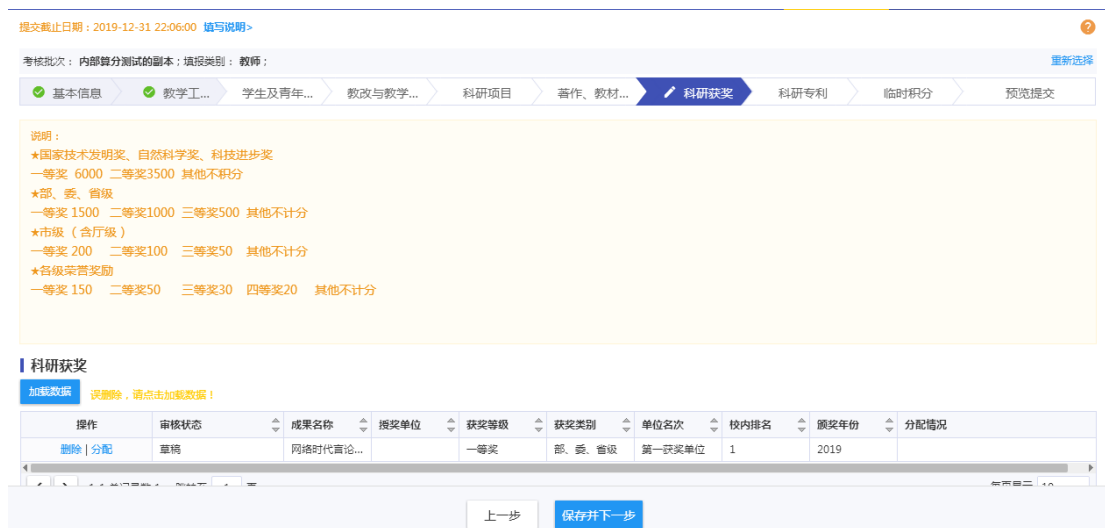 提交截止日期：2019-12-31 22:06:00 填写说明>
?
考核批次： 内部算分测试的副本；填报类别： 教师；
重新选择
基本信息 教学工... 学生及青年... 教改与教学... 科研项目 著作、教材... 科研获奖 科研专利 临时积分 预览提交
说明：
★国家技术发明奖、自然科学奖、科技进步奖
一等奖 6000 二等奖3500 其他不积分
★部、委、省级
一等奖 1500 二等奖1000 三等奖500 其他不计分
★市级（含厅级）
一等奖 200 二等奖100 三等奖50 其他不计分
★各级荣誉奖励
一等奖 150 二等奖50 三等奖30 四等奖20 其他不计分
科研获奖
加载数据 误删除，请点击加载数据！
操作 审核状态 成果名称 授奖单位 获奖等级 获奖类别 单位名次 校内排名 颁奖年份 分配情况
删除 | 分配 草稿 网络时代言论... 一等奖 部、委、省级 第一获奖单位 1 2019
上一步 保存并下一步